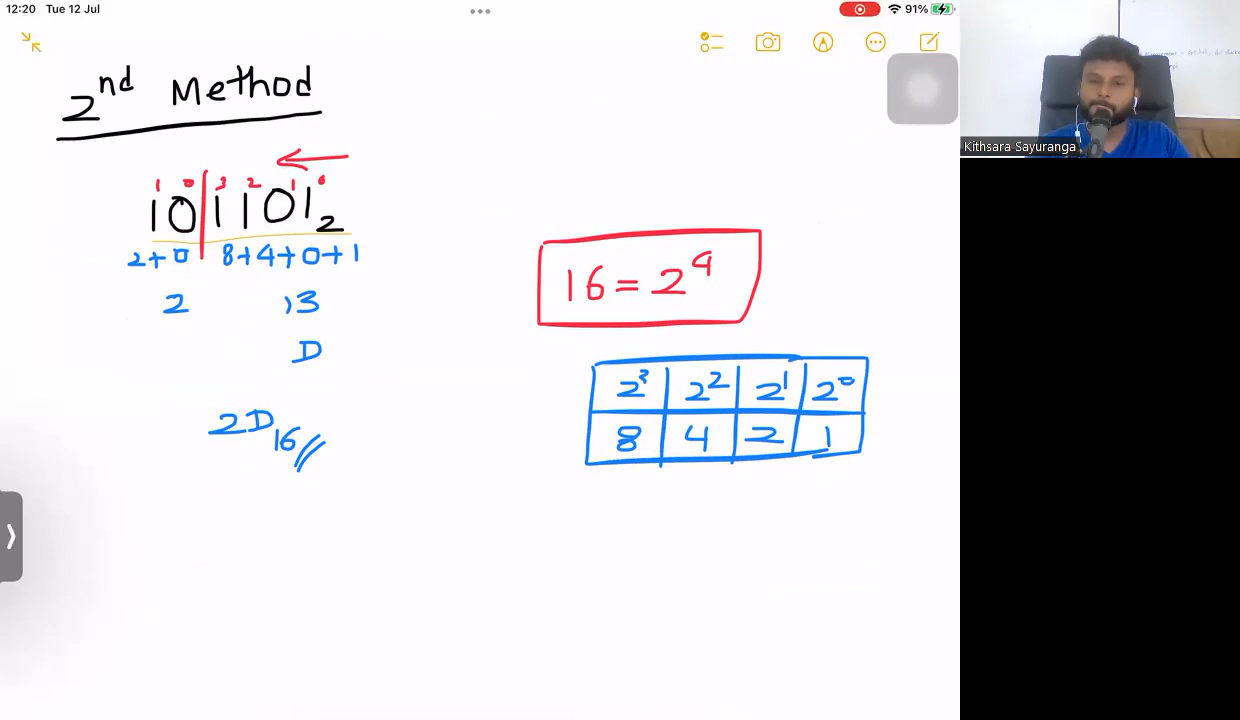 12:20 Tue 12 Jul
91%
2nd Method
1 0 3 2 1 0
10|1101₂
2+0 8+4+0+1
2 13
D
2D₁₆
16=2⁴
2³ 2² 2¹ 2⁰
8 4 2 1
Kithsara Sayuranga